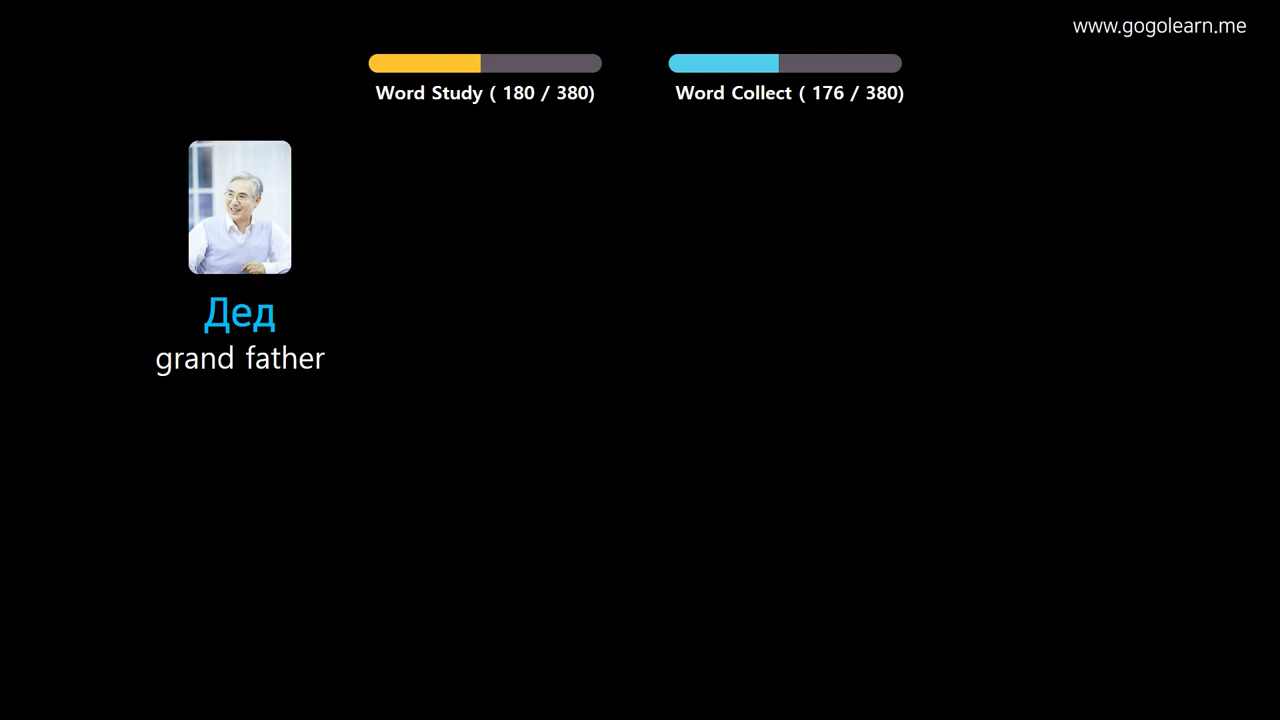 www.gogolearn.me
Word Study ( 180 / 380)
Word Collect ( 176 / 380)
Дед
grand father